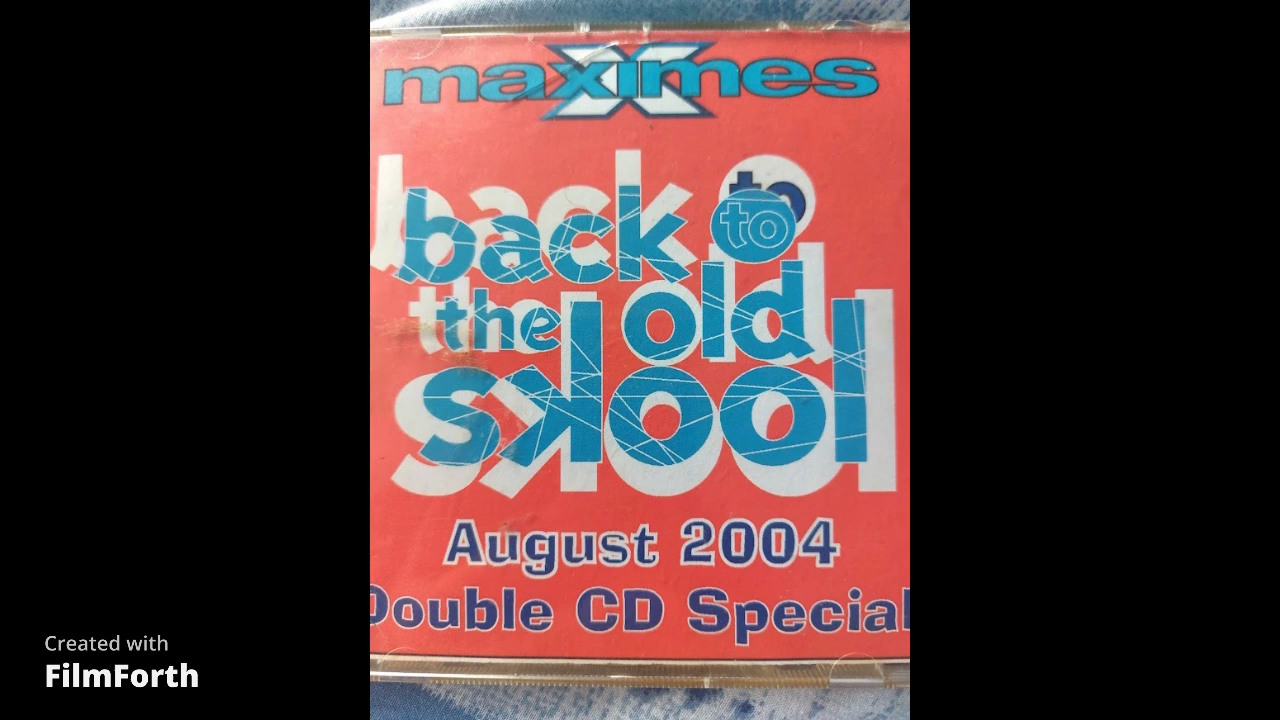 maximes
back to
the old
skool
August 2004
Double CD Special
Created with
FilmForth